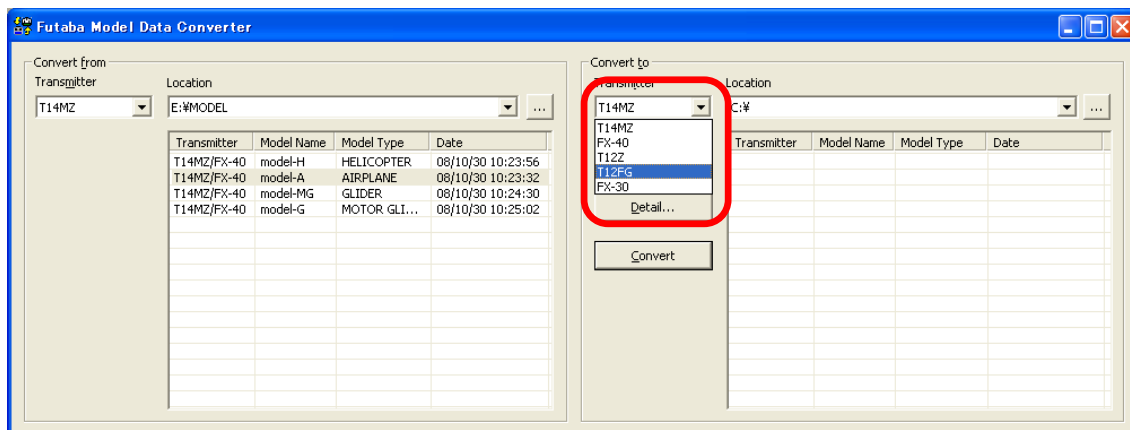 Futaba Model Data Converter
Convert from
Transmitter
Location
T14MZ
E:¥MODEL
...
Transmitter Model Name Model Type Date
T14MZ/FX-40 model-H HELICOPTER 08/10/30 10:23:56
T14MZ/FX-40 model-A AIRPLANE 08/10/30 10:23:32
T14MZ/FX-40 model-MG GLIDER 08/10/30 10:24:30
T14MZ/FX-40 model-G MOTOR GLI... 08/10/30 10:25:02
Convert to
Transmitter
Location
T14MZ
C:¥
...
T14MZ
FX-40
T12Z
T12FG
FX-30
Detail...
Convert
Transmitter Model Name Model Type Date